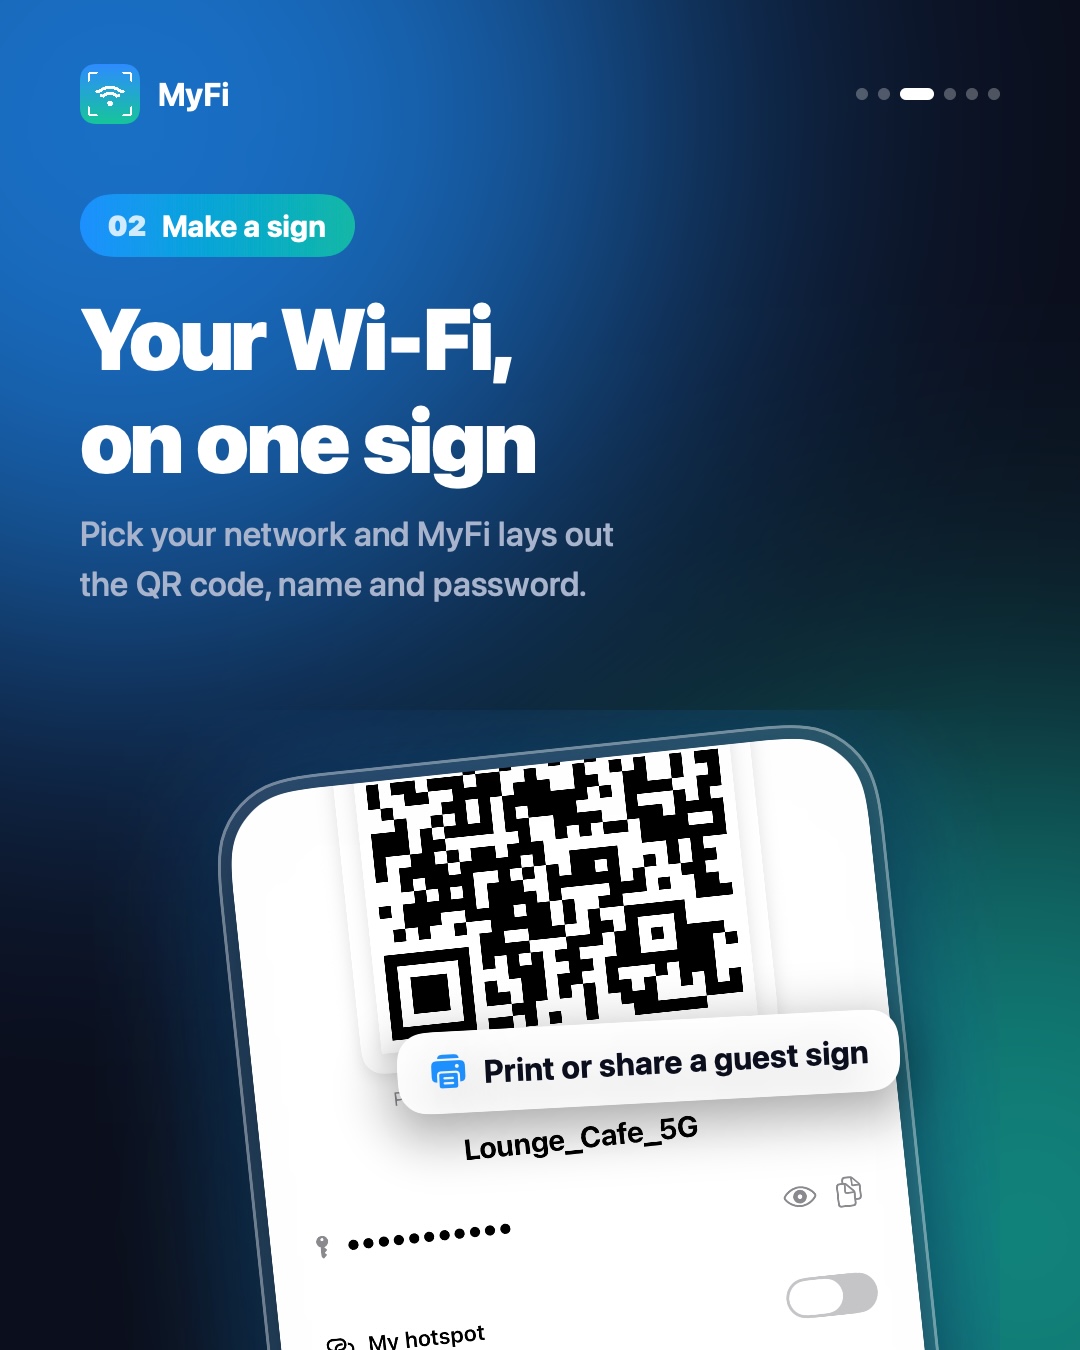 MyFi
02 Make a sign
Your Wi-Fi,
on one sign
Pick your network and MyFi lays out
the QR code, name and password.
Print or share a guest sign
Lounge_Cafe_5G
My hotspot